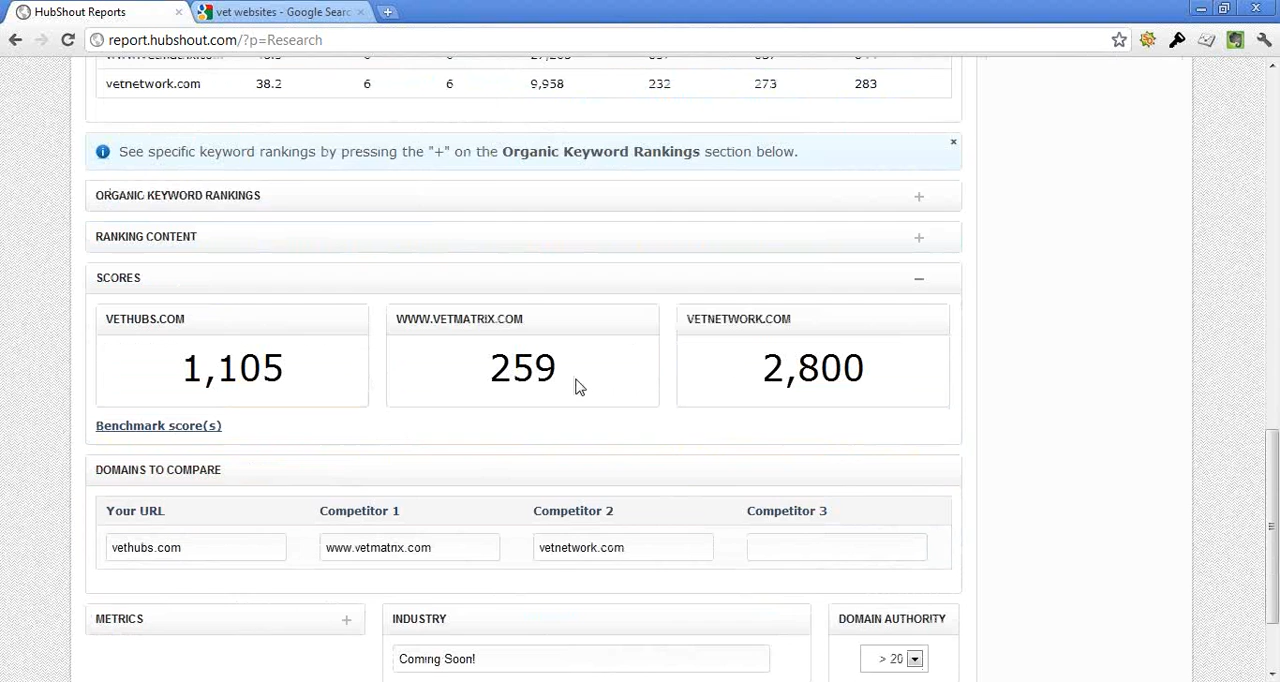 HubShout Reports
vet websites - Google Searc
report.hubshout.com/?p=Research
vetnetwork.com 38.2 6 6 9,958 232 273 283
See specific keyword rankings by pressing the "+" on the Organic Keyword Rankings section below.
ORGANIC KEYWORD RANKINGS
RANKING CONTENT
SCORES
VETHUBS.COM WWW.VETMATRIX.COM VETNETWORK.COM
1,105 259 2,800
Benchmark score(s)
DOMAINS TO COMPARE
Your URL Competitor 1 Competitor 2 Competitor 3
vethubs.com www.vetmatrix.com vetnetwork.com
METRICS INDUSTRY DOMAIN AUTHORITY
Coming Soon! > 20